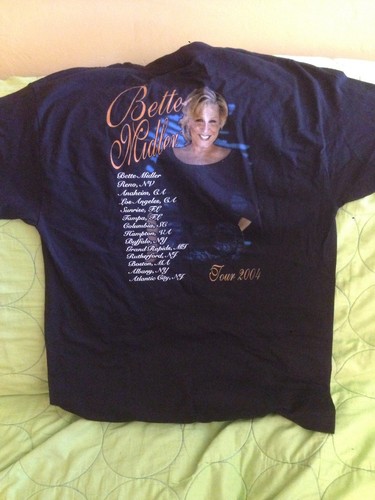 Bette
Midler
Bette Midler
Reno, NV
Anaheim, CA
Los Angeles, CA
Sunrise, FL
Tampa, FL
Columbia, SC
Hampton, VA
Buffalo, NY
Grand Rapids, MI
Rutherford, NJ
Boston, MA
Albany, NY
Atlantic City, NJ
Tour 2004